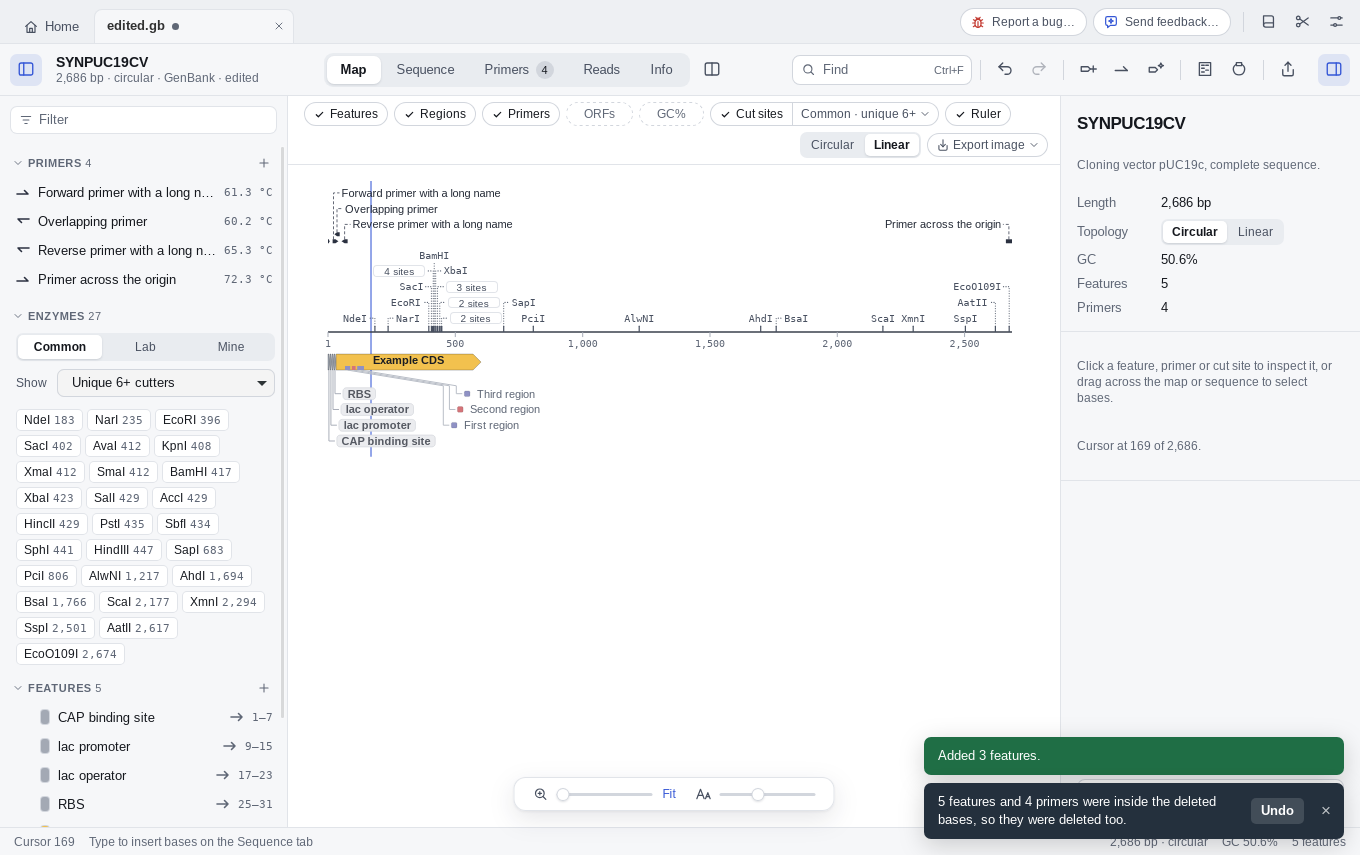 Home
edited.gb
Report a bug…
Send feedback…
SYNPUC19CV
2,686 bp · circular · GenBank · edited
Map
Sequence
Primers 4
Reads
Info
Find
Ctrl+F
Filter
PRIMERS 4
Forward primer with a long n… 61.3 °C
Overlapping primer 60.2 °C
Reverse primer with a long n… 65.3 °C
Primer across the origin 72.3 °C
ENZYMES 27
Common
Lab
Mine
Show
Unique 6+ cutters
NdeI 183 NarI 235 EcoRI 396
SacI 402 AvaI 412 KpnI 408
XmaI 412 SmaI 412 BamHI 417
XbaI 423 SalI 429 AccI 429
HincII 429 PstI 435 SbfI 434
SphI 441 HindIII 447 SapI 683
PciI 806 AlwNI 1,217 AhdI 1,694
BsaI 1,766 ScaI 2,177 XmnI 2,294
SspI 2,501 AatII 2,617
EcoO109I 2,674
FEATURES 5
CAP binding site 1–7
lac promoter 9–15
lac operator 17–23
RBS 25–31
Features
Regions
Primers
ORFs
GC%
Cut sites
Common · unique 6+
Ruler
Circular
Linear
Export image
Forward primer with a long name
Overlapping primer
Reverse primer with a long name
Primer across the origin
BamHI
4 sites XbaI
SacI 3 sites EcoO109I
EcoRI 2 sites SapI AatII
NdeI NarI 2 sites PciI AlwNI AhdI BsaI ScaI XmnI SspI
1 500 1,000 1,500 2,000 2,500
Example CDS
RBS Third region
lac operator Second region
lac promoter First region
CAP binding site
Fit
SYNPUC19CV
Cloning vector pUC19c, complete sequence.
Length 2,686 bp
Topology Circular Linear
GC 50.6%
Features 5
Primers 4
Click a feature, primer or cut site to inspect it, or
drag across the map or sequence to select
bases.
Cursor at 169 of 2,686.
Added 3 features.
5 features and 4 primers were inside the deleted
bases, so they were deleted too.
Undo
Cursor 169
Type to insert bases on the Sequence tab
2,686 bp · circular
GC 50.6%
5 features